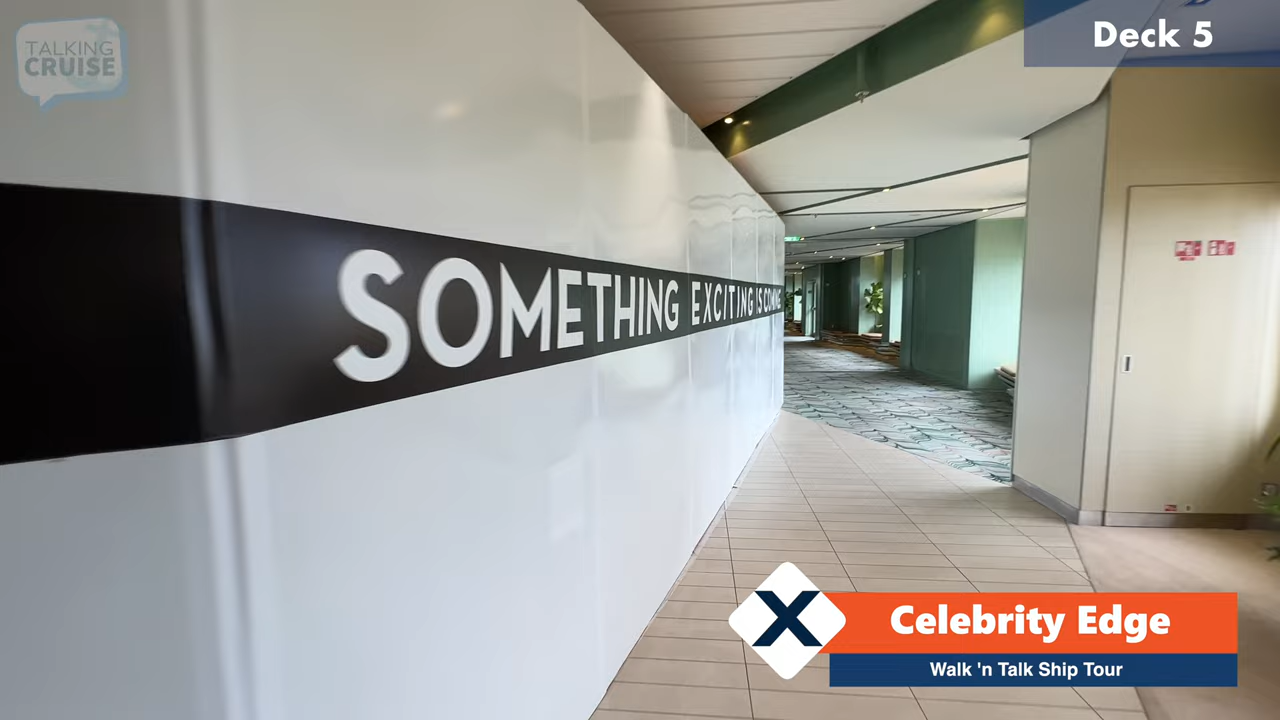 TALKING
CRUISE
Deck 5
SOMETHING EXCITING IS COMING
X
Celebrity Edge
Walk 'n Talk Ship Tour